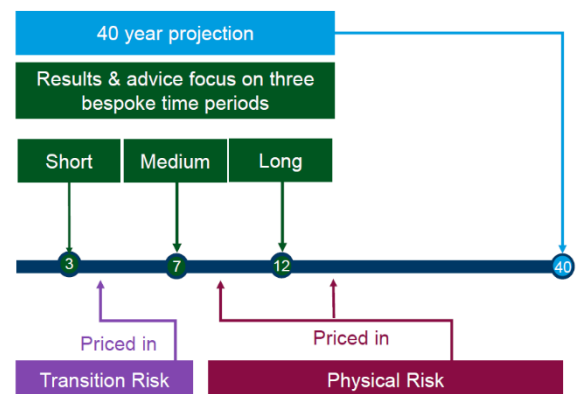 40 year projection
Results & advice focus on three
bespoke time periods
Short
Medium
Long
3
7
12
40
Priced in
Priced in
Transition Risk
Physical Risk